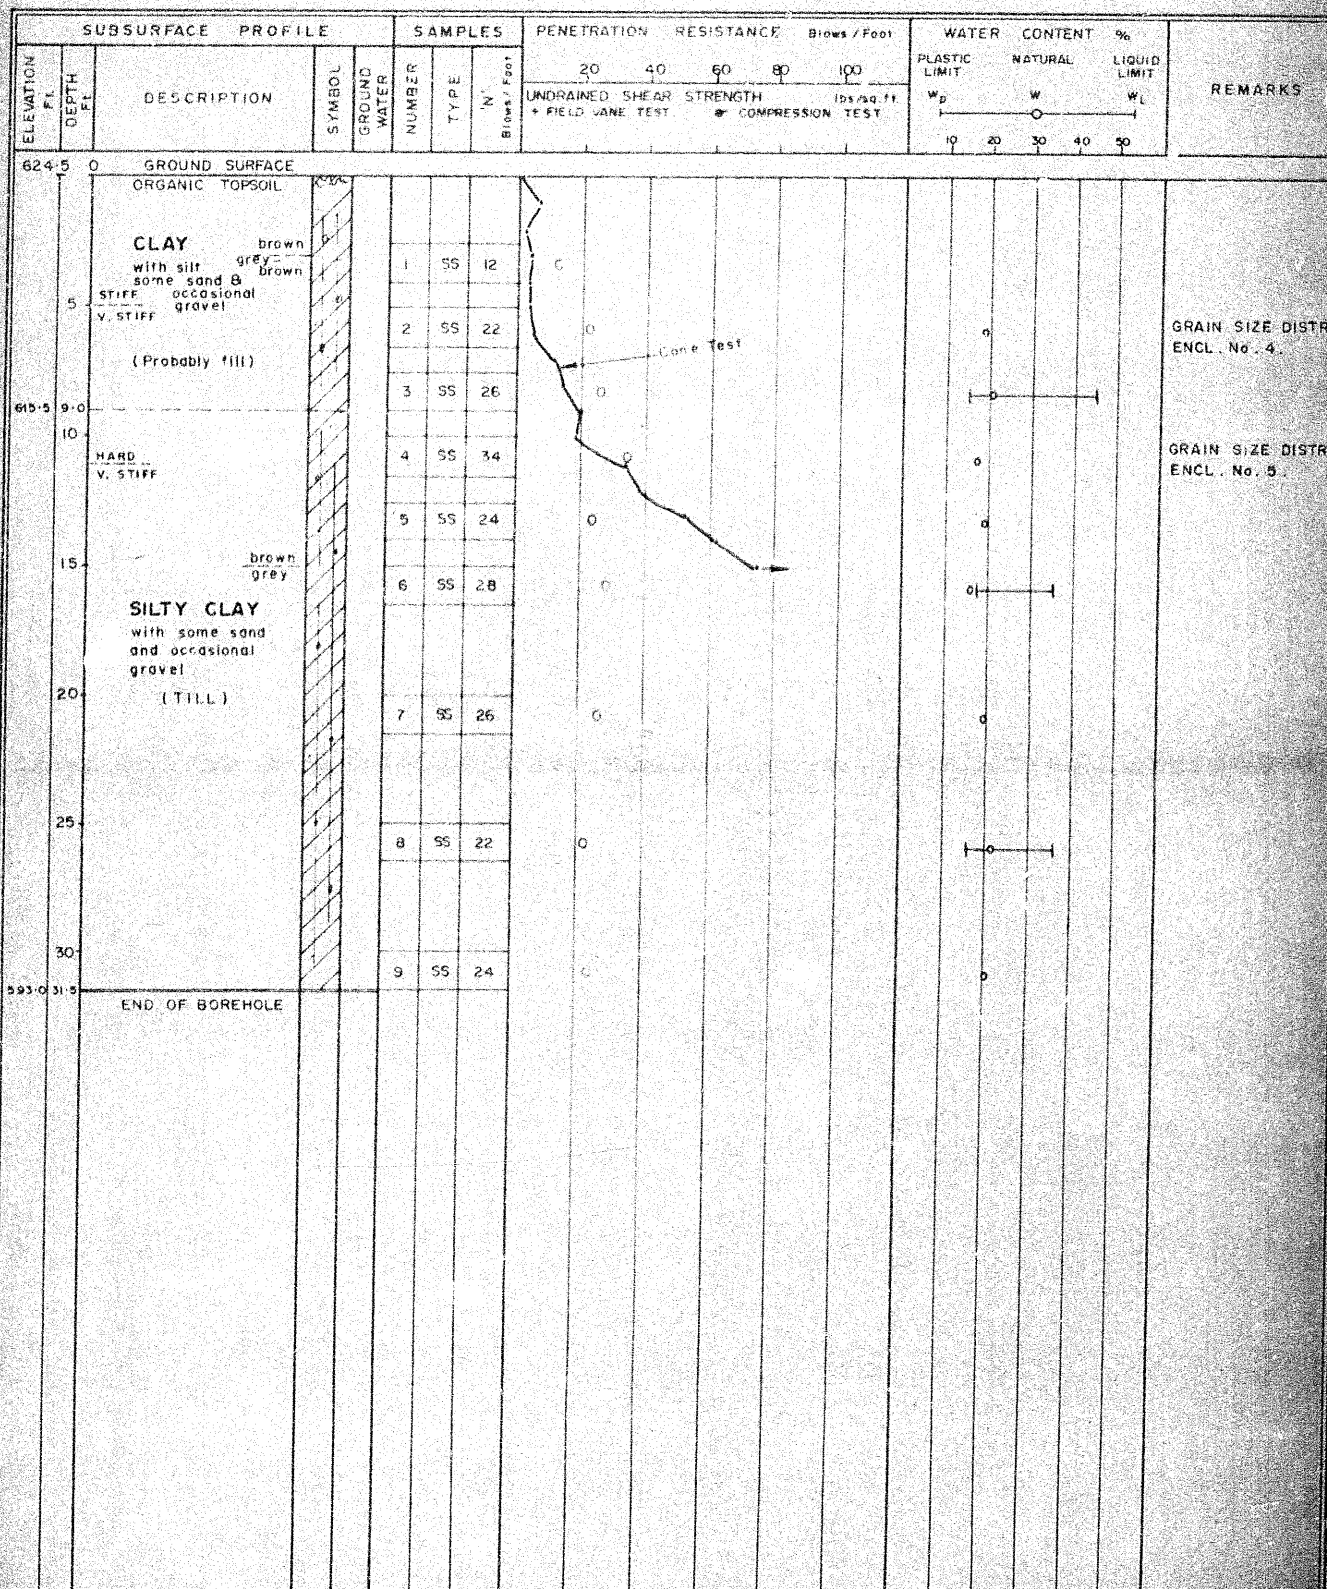 SUBSURFACE PROFILE
SAMPLES
PENETRATION RESISTANCE Blows / Foot
WATER CONTENT %
ELEVATION Ft.
DEPTH Ft
DESCRIPTION
SYMBOL
GROUND WATER
NUMBER
TYPE
'N' Blows / Foot
20 40 60 80 100
UNDRAINED SHEAR STRENGTH lbs/sq.ft.
+ FIELD VANE TEST COMPRESSION TEST
PLASTIC LIMIT NATURAL LIQUID LIMIT
Wp W WL
10 20 30 40 50
REMARKS
624.5 0 GROUND SURFACE
ORGANIC TOPSOIL
CLAY brown
grey
with silt brown
some sand &
STIFF occasional
5 gravel
V. STIFF
(Probably fill)
1 SS 12
2 SS 22
Cone Test
GRAIN SIZE DISTR
ENCL. No. 4.
3 SS 26
615.5 9.0
10
HARD
V. STIFF
4 SS 34
GRAIN SIZE DISTR
ENCL. No. 5.
5 SS 24
15
brown
grey
6 SS 28
SILTY CLAY
with some sand
and occasional
gravel
20
(TILL)
7 SS 26
25
8 SS 22
30
9 SS 24
593.0 31.5
END OF BOREHOLE